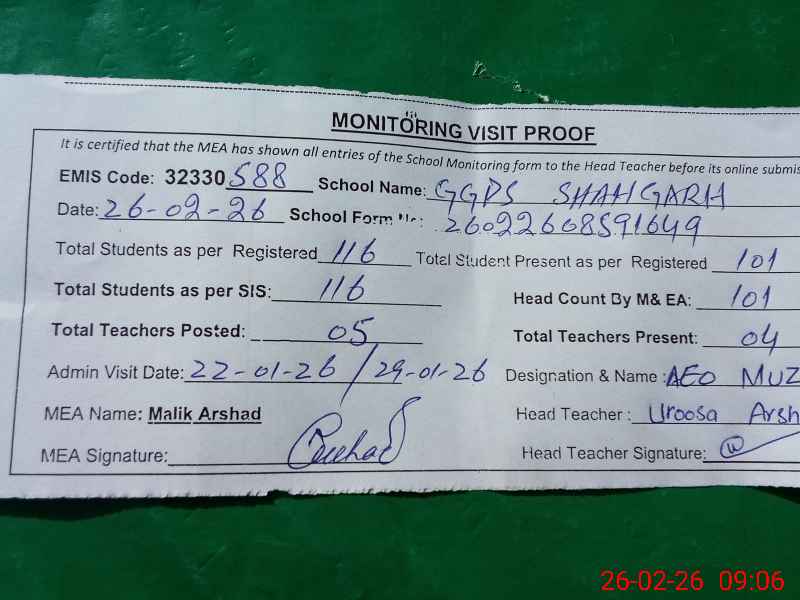 MONITORING VISIT PROOF
It is certified that the MEA has shown all entries of the School Monitoring form to the Head Teacher before its online submis
EMIS Code: 32330588 School Name: GGPS SHAHGARH
Date: 26-02-26 School Form No: 26022608591649
Total Students as per Registered 116 Total Student Present as per Registered 101
Total Students as per SIS: 116 Head Count By M& EA: 101
Total Teachers Posted: 05 Total Teachers Present: 04
Admin Visit Date: 22-01-26 / 29-01-26 Designation & Name: AEO MUZ
MEA Name: Malik Arshad Head Teacher : Uroosa Arsh
MEA Signature: Head Teacher Signature:
26-02-26 09:06